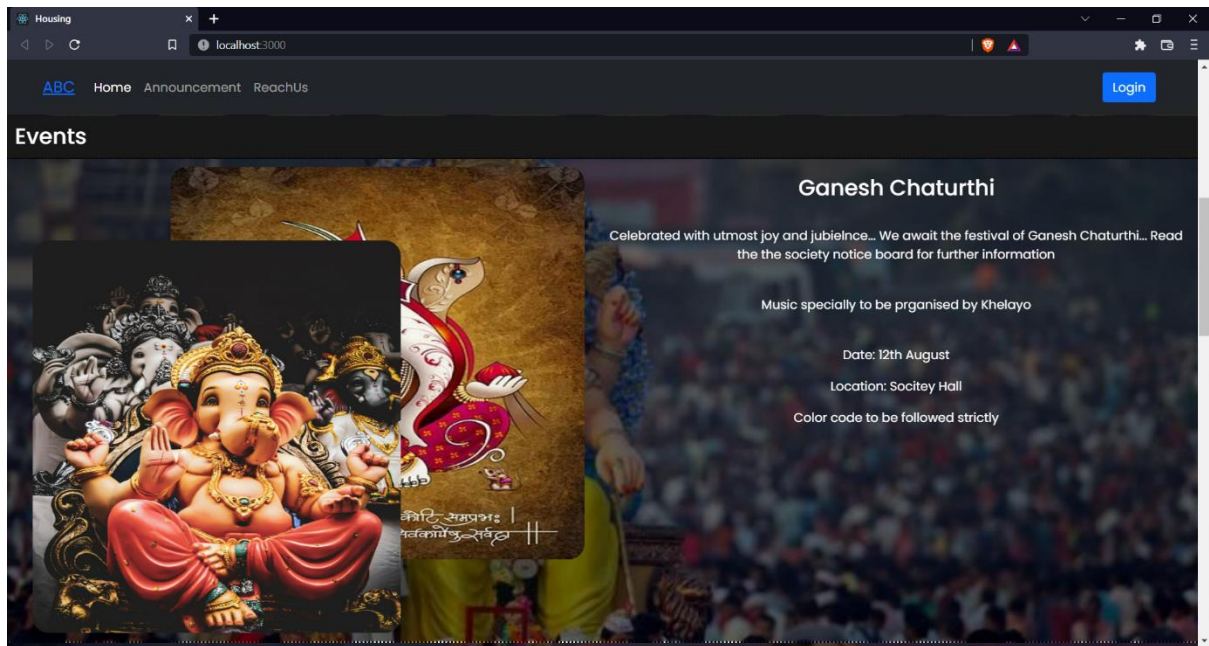 Housing
localhost:3000
ABC Home Announcement ReachUs Login
Events
Ganesh Chaturthi
Celebrated with utmost joy and jubielnce... We await the festival of Ganesh Chaturthi... Read
the the society notice board for further information
Music specially to be prganised by Khelayo
Date: 12th August
Location: Socitey Hall
Color code to be followed strictly
समप्रभः |